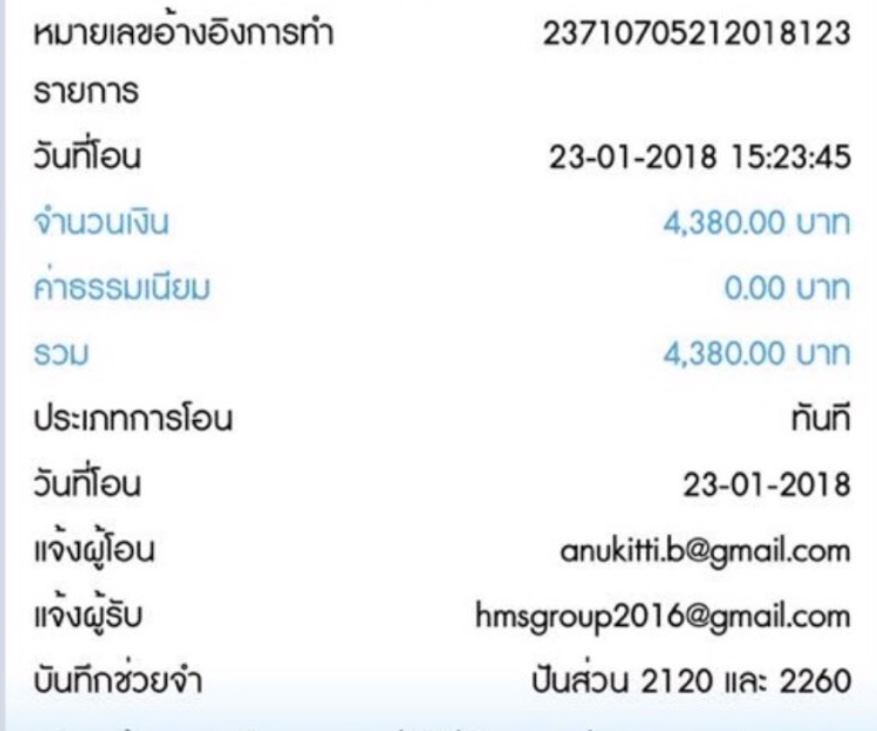 หมายเลขอ้างอิงการทำ 23710705212018123
รายการ
วันที่โอน 23-01-2018 15:23:45
จำนวนเงิน 4,380.00 บาท
ค่าธรรมเนียม 0.00 บาท
รวม 4,380.00 บาท
ประเภทการโอน ทันที
วันที่โอน 23-01-2018
แจ้งผู้โอน anukitti.b@gmail.com
แจ้งผู้รับ hmsgroup2016@gmail.com
บันทึกช่วยจำ ปันส่วน 2120 และ 2260